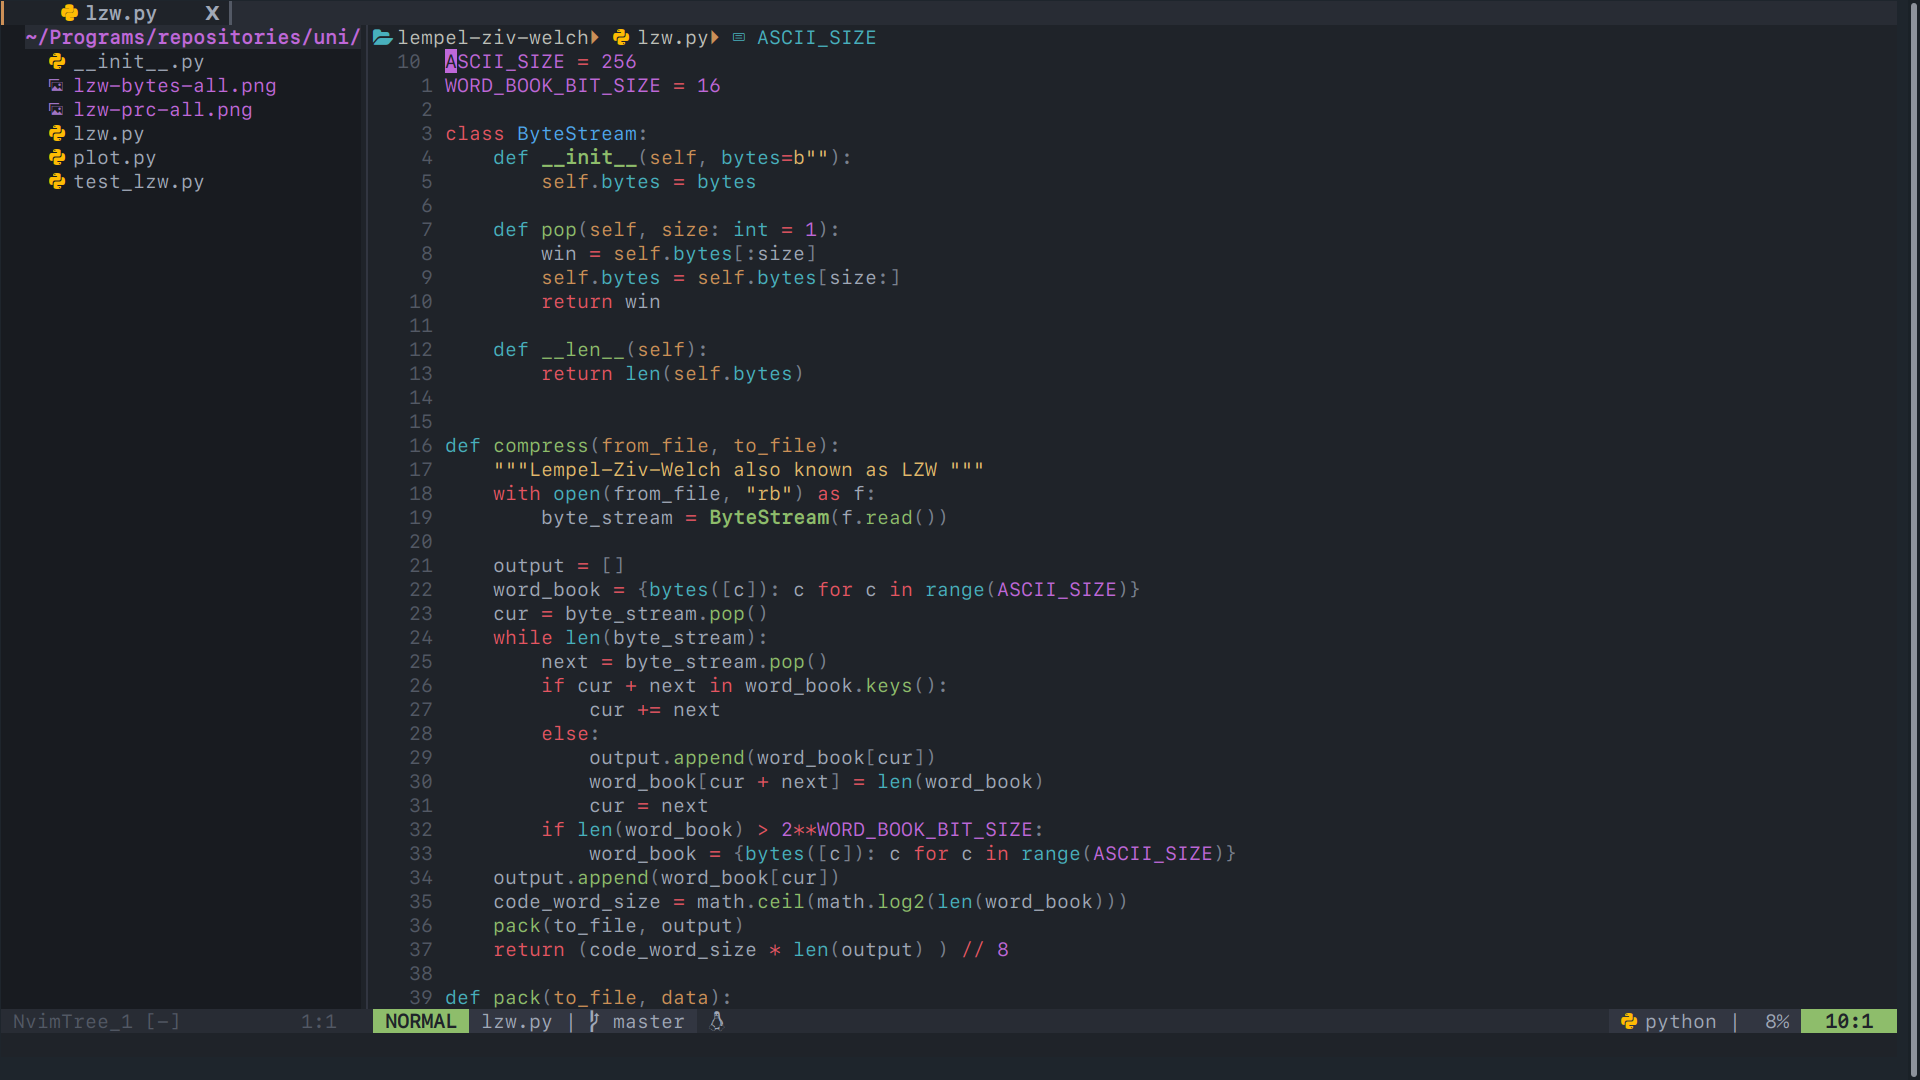 lzw.py X
~/Programs/repositories/uni/
__init__.py
lzw-bytes-all.png
lzw-prc-all.png
lzw.py
plot.py
test_lzw.py
lempel-ziv-welch lzw.py ASCII_SIZE
10 ASCII_SIZE = 256
1 WORD_BOOK_BIT_SIZE = 16
2
3 class ByteStream:
4     def __init__(self, bytes=b""):
5         self.bytes = bytes
6
7     def pop(self, size: int = 1):
8         win = self.bytes[:size]
9         self.bytes = self.bytes[size:]
10         return win
11
12     def __len__(self):
13         return len(self.bytes)
14
15
16 def compress(from_file, to_file):
17     """Lempel-Ziv-Welch also known as LZW """
18     with open(from_file, "rb") as f:
19         byte_stream = ByteStream(f.read())
20
21     output = []
22     word_book = {bytes([c]): c for c in range(ASCII_SIZE)}
23     cur = byte_stream.pop()
24     while len(byte_stream):
25         next = byte_stream.pop()
26         if cur + next in word_book.keys():
27             cur += next
28         else:
29             output.append(word_book[cur])
30             word_book[cur + next] = len(word_book)
31             cur = next
32         if len(word_book) > 2**WORD_BOOK_BIT_SIZE:
33             word_book = {bytes([c]): c for c in range(ASCII_SIZE)}
34     output.append(word_book[cur])
35     code_word_size = math.ceil(math.log2(len(word_book)))
36     pack(to_file, output)
37     return (code_word_size * len(output) ) // 8
38
39 def pack(to_file, data):
NvimTree_1 [-] 1:1
NORMAL lzw.py | master
python | 8% 10:1